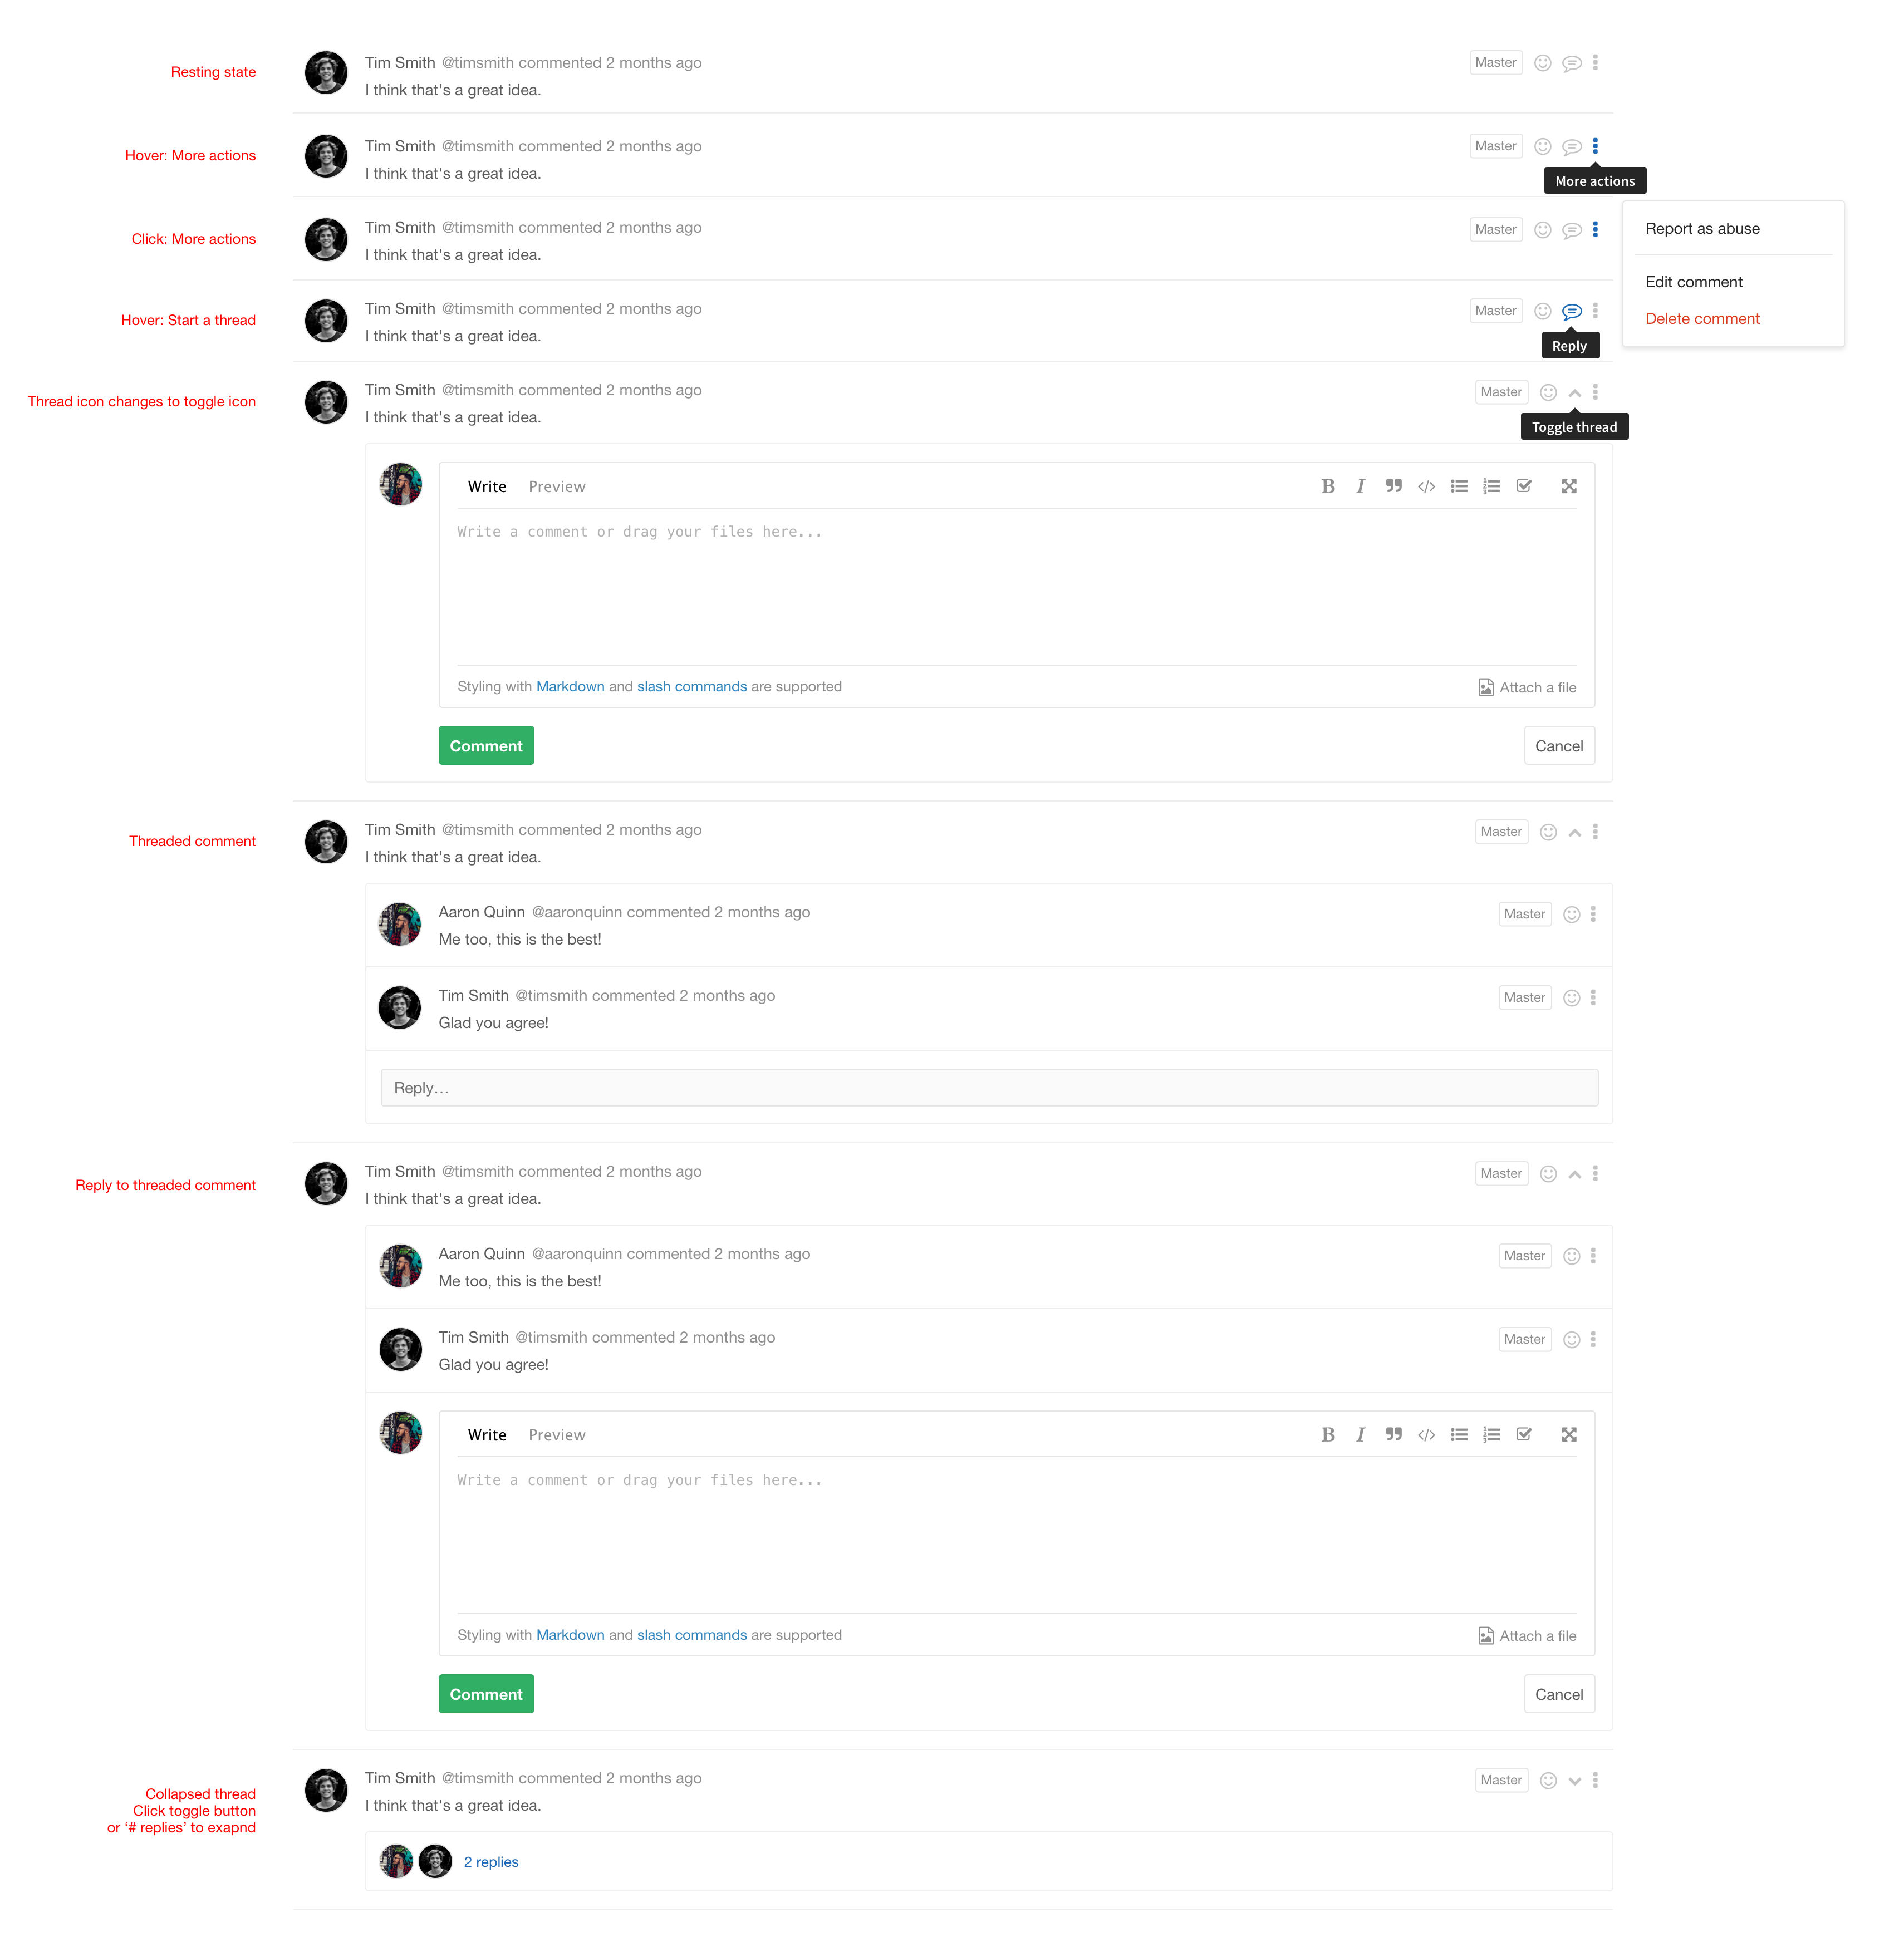 Resting state
Tim Smith @timsmith commented 2 months ago
Master
I think that's a great idea.
Hover: More actions
Tim Smith @timsmith commented 2 months ago
Master
I think that's a great idea.
More actions
Click: More actions
Tim Smith @timsmith commented 2 months ago
Master
I think that's a great idea.
Report as abuse
Edit comment
Delete comment
Hover: Start a thread
Tim Smith @timsmith commented 2 months ago
Master
I think that's a great idea.
Reply
Thread icon changes to toggle icon
Tim Smith @timsmith commented 2 months ago
Master
I think that's a great idea.
Toggle thread
Write Preview
Write a comment or drag your files here...
Styling with Markdown and slash commands are supported
Attach a file
Comment
Cancel
Threaded comment
Tim Smith @timsmith commented 2 months ago
Master
I think that's a great idea.
Aaron Quinn @aaronquinn commented 2 months ago
Master
Me too, this is the best!
Tim Smith @timsmith commented 2 months ago
Master
Glad you agree!
Reply…
Reply to threaded comment
Tim Smith @timsmith commented 2 months ago
Master
I think that's a great idea.
Aaron Quinn @aaronquinn commented 2 months ago
Master
Me too, this is the best!
Tim Smith @timsmith commented 2 months ago
Master
Glad you agree!
Write Preview
Write a comment or drag your files here...
Styling with Markdown and slash commands are supported
Attach a file
Comment
Cancel
Collapsed thread
Click toggle button
or ‘# replies’ to exapnd
Tim Smith @timsmith commented 2 months ago
Master
I think that's a great idea.
2 replies